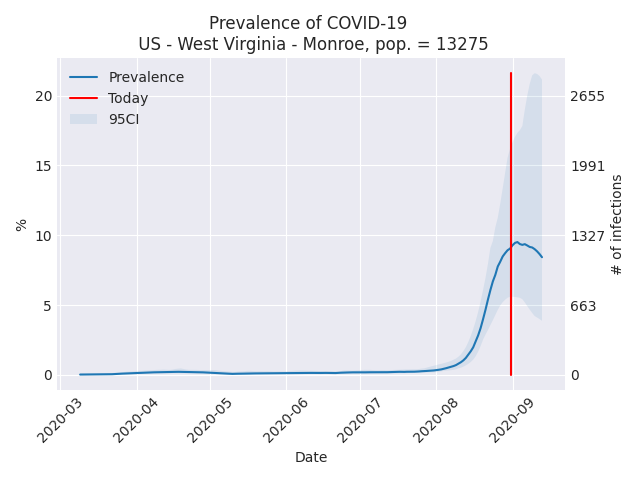 Prevalence of COVID-19
US - West Virginia - Monroe, pop. = 13275
Prevalence
Today
95CI
20
15
10
5
0
%
2655
1991
1327
663
0
# of infections
2020-03
2020-04
2020-05
2020-06
2020-07
2020-08
2020-09
Date